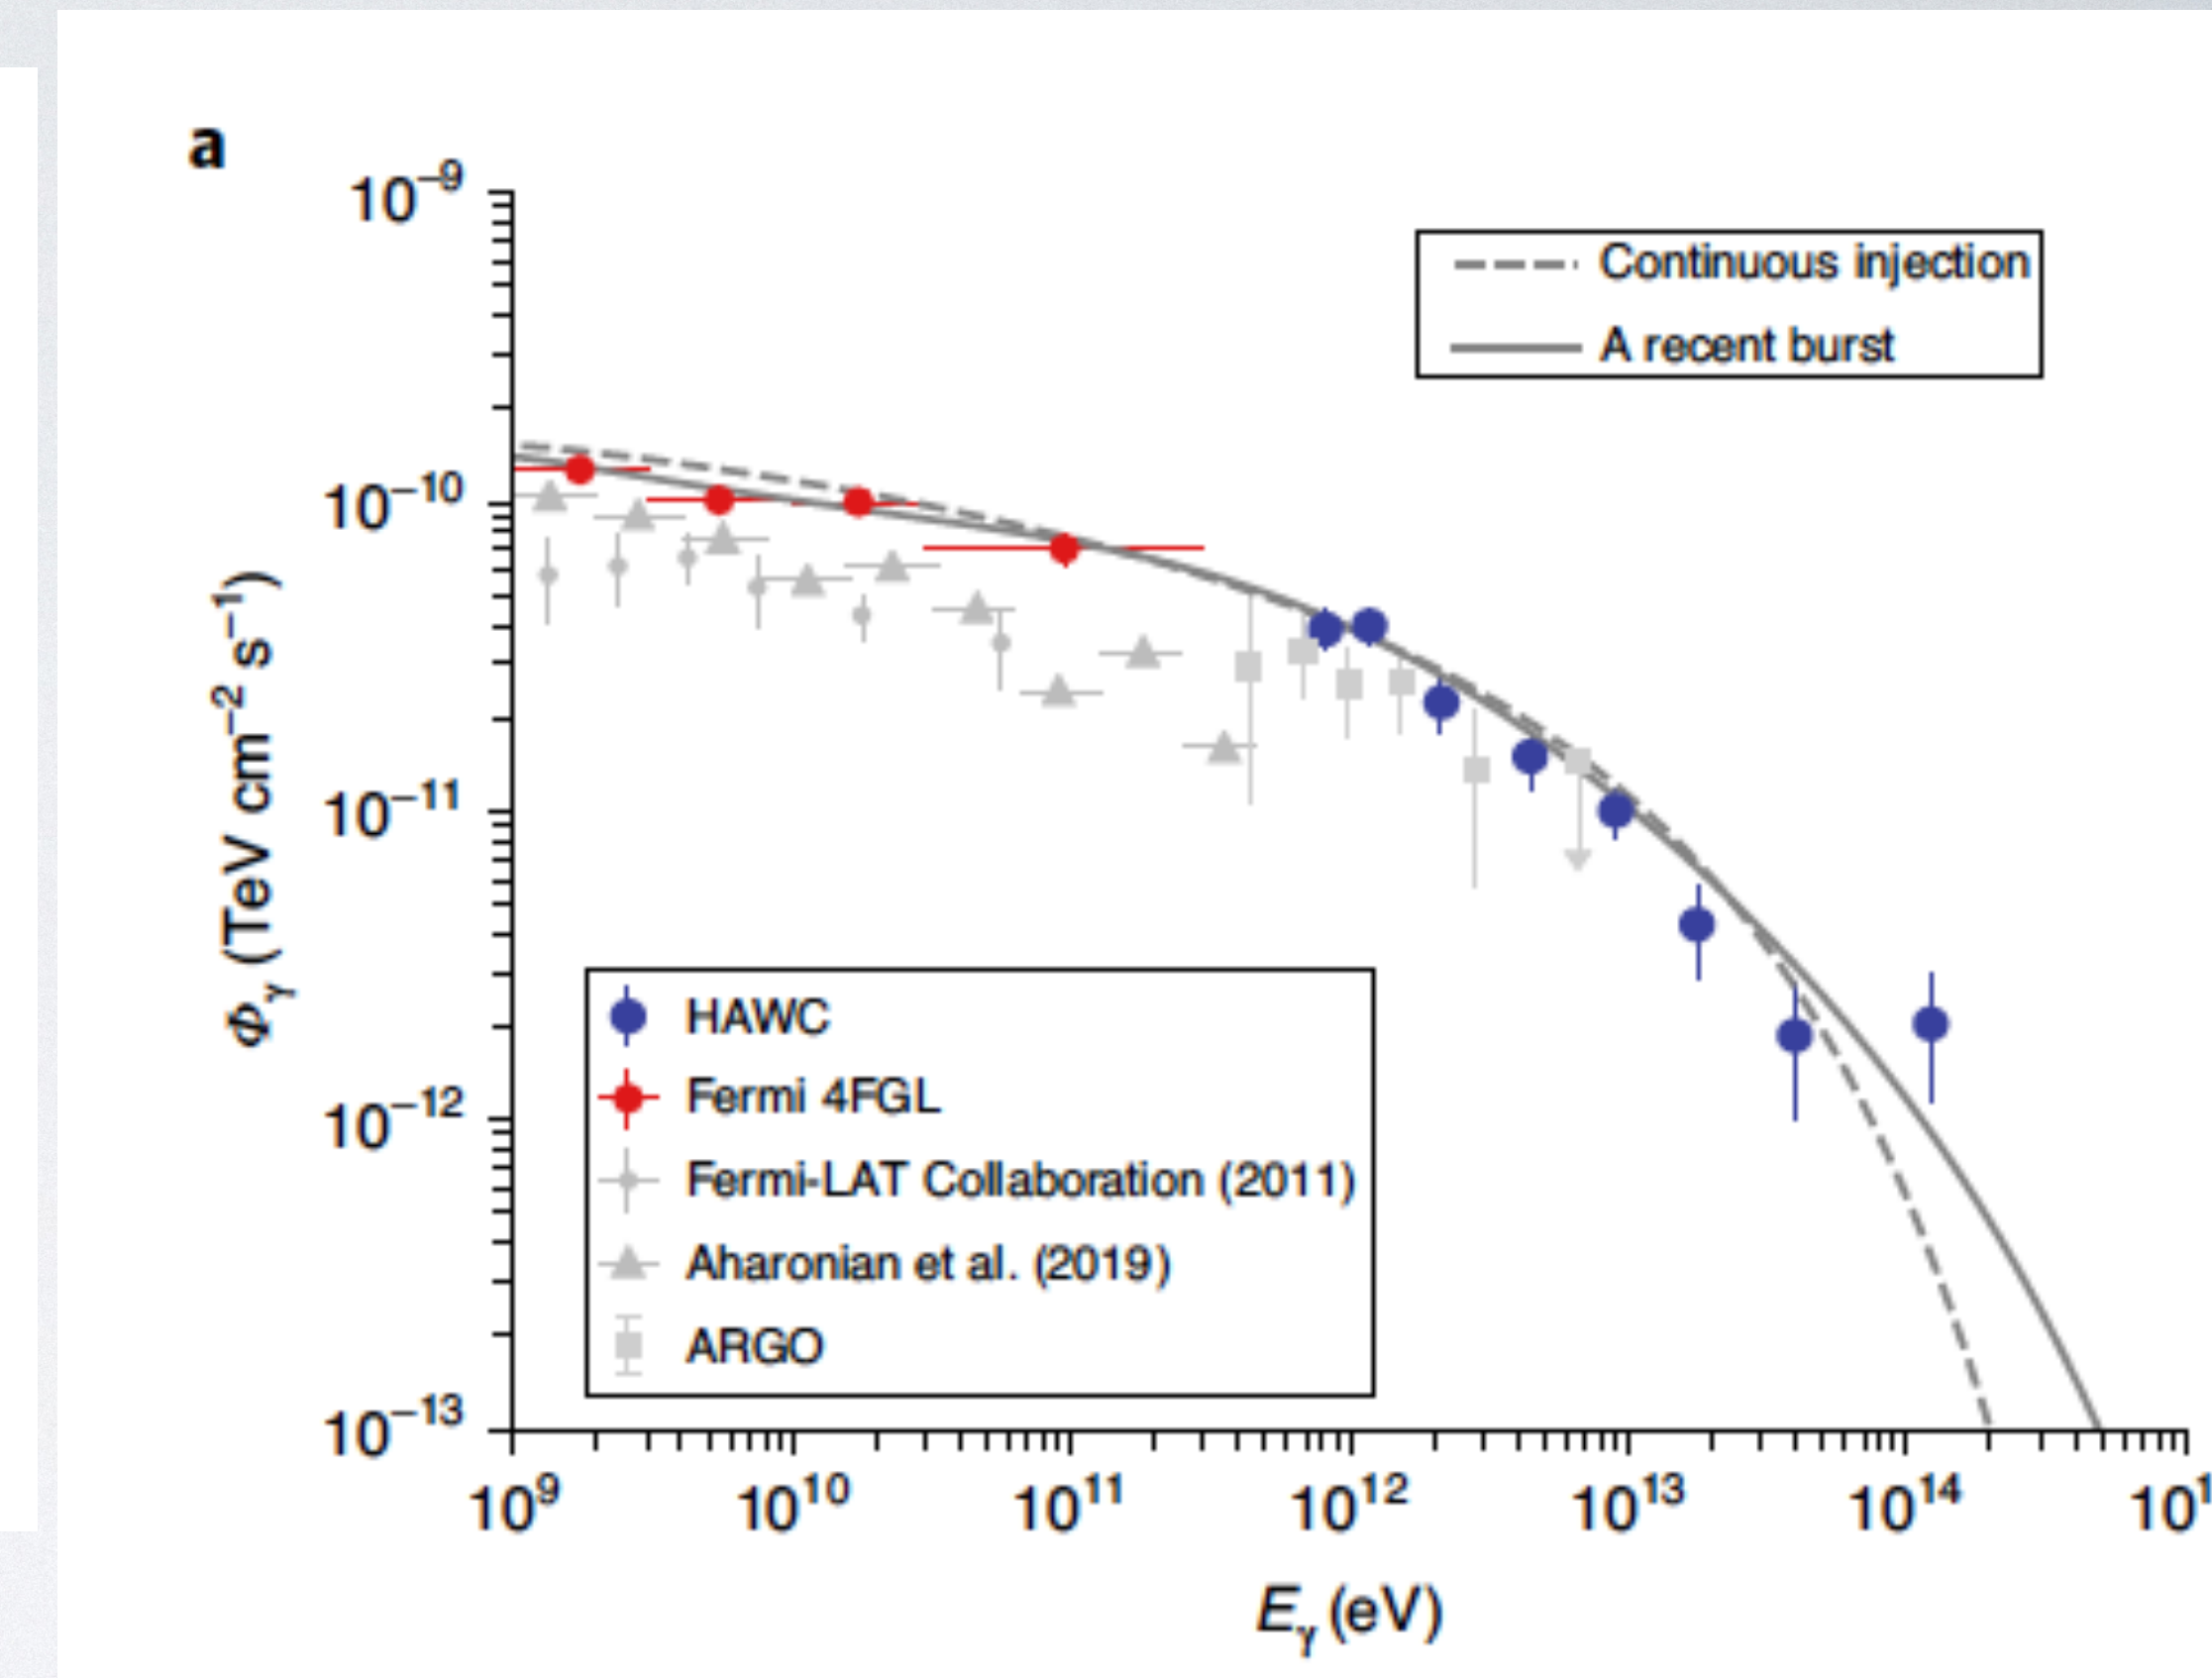 a
10⁻⁹
Continuous injection
A recent burst
10⁻¹⁰
10⁻¹¹
Φγ (TeV cm⁻² s⁻¹)
HAWC
Fermi 4FGL
10⁻¹²
Fermi-LAT Collaboration (2011)
Aharonian et al. (2019)
ARGO
10⁻¹³
10⁹ 10¹⁰ 10¹¹ 10¹² 10¹³ 10¹⁴ 10¹
Eγ (eV)